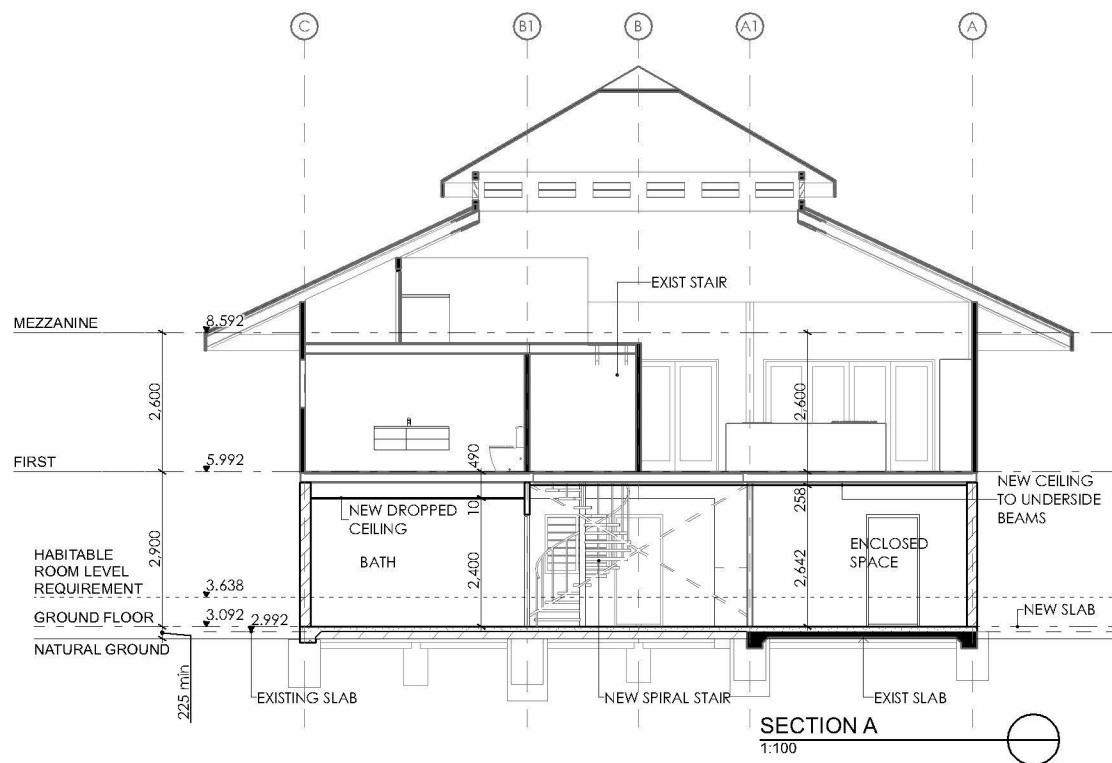 C
B1
B
A1
A
EXIST STAIR
MEZZANINE
8.592
2,600
2,600
FIRST
5.992
490
10
258
NEW CEILING
TO UNDERSIDE
BEAMS
NEW DROPPED
CEILING
BATH
2,900
2,400
2,642
ENCLOSED
SPACE
HABITABLE
ROOM LEVEL
REQUIREMENT
3.638
GROUND FLOOR
3.092
2.992
NEW SLAB
NATURAL GROUND
225 min
EXISTING SLAB
NEW SPIRAL STAIR
EXIST SLAB
SECTION A
1:100